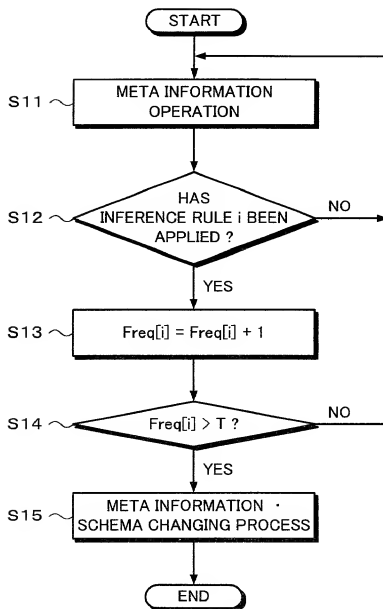 START
S11
META INFORMATION
OPERATION
S12
HAS
INFERENCE RULE i BEEN
APPLIED ?
NO
YES
S13
Freq[i] = Freq[i] + 1
S14
Freq[i] > T ?
NO
YES
S15
META INFORMATION ·
SCHEMA CHANGING PROCESS
END